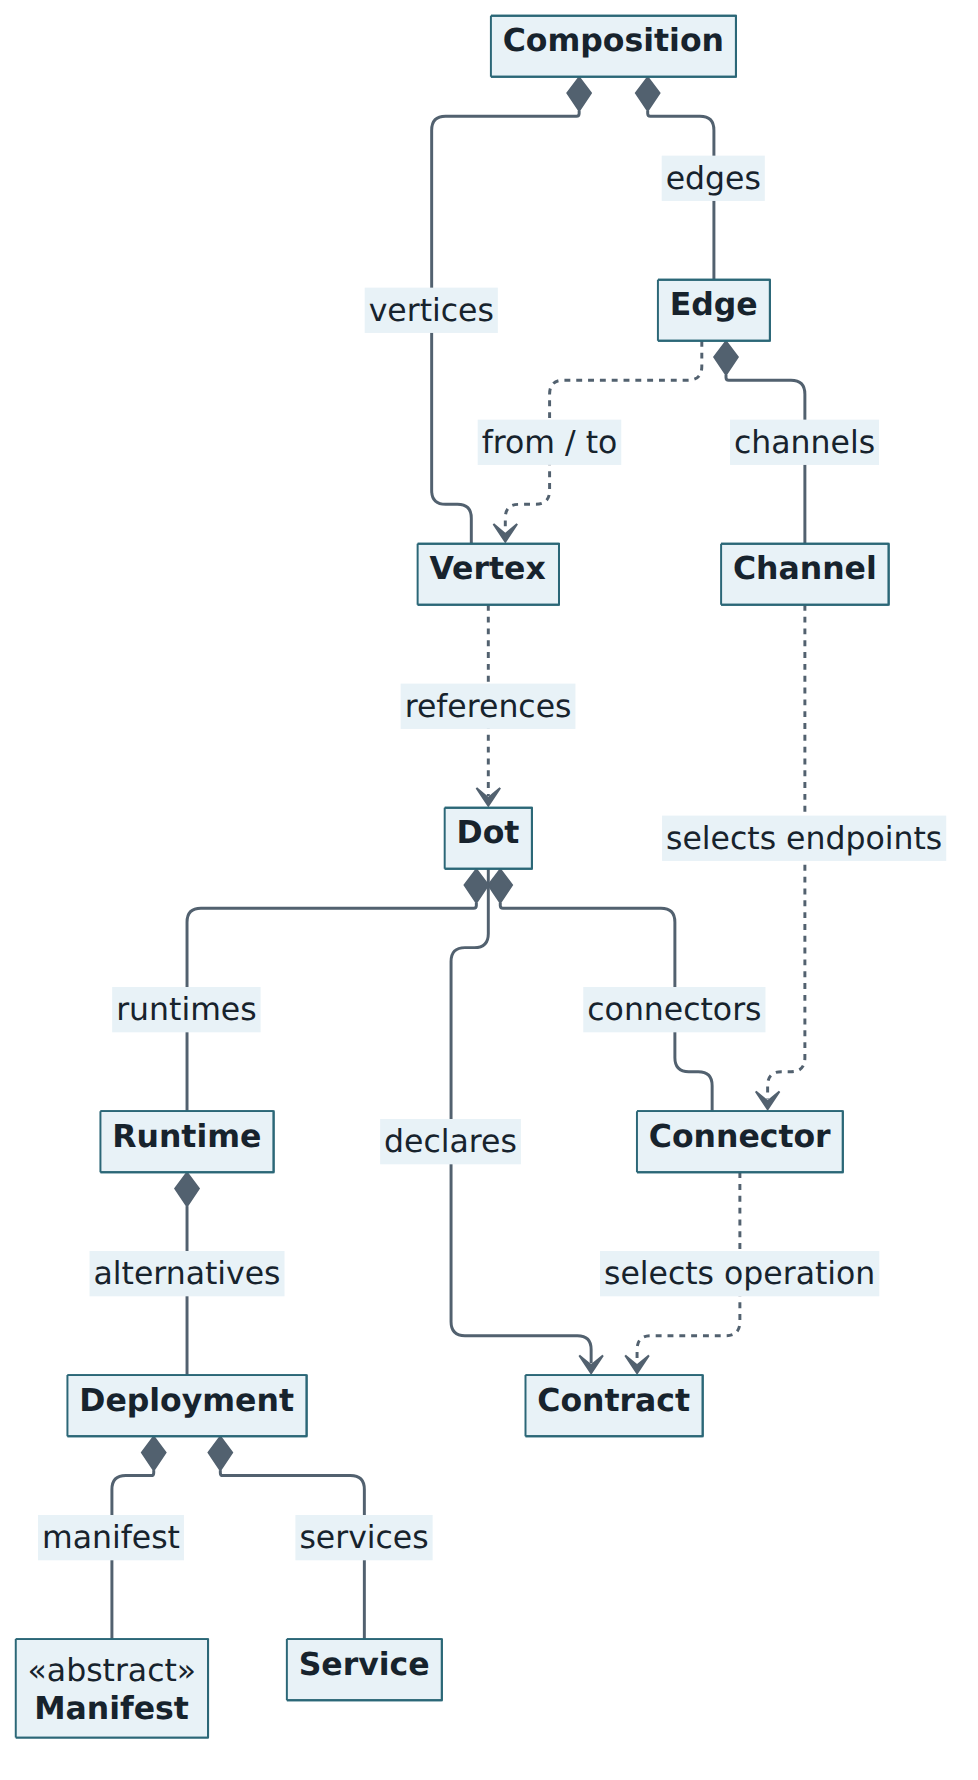 Composition
edges
vertices
Edge
from / to
channels
Vertex
Channel
references
Dot
selects endpoints
runtimes
connectors
declares
Runtime
Connector
alternatives
selects operation
Deployment
Contract
manifest
services
«abstract»
Manifest
Service